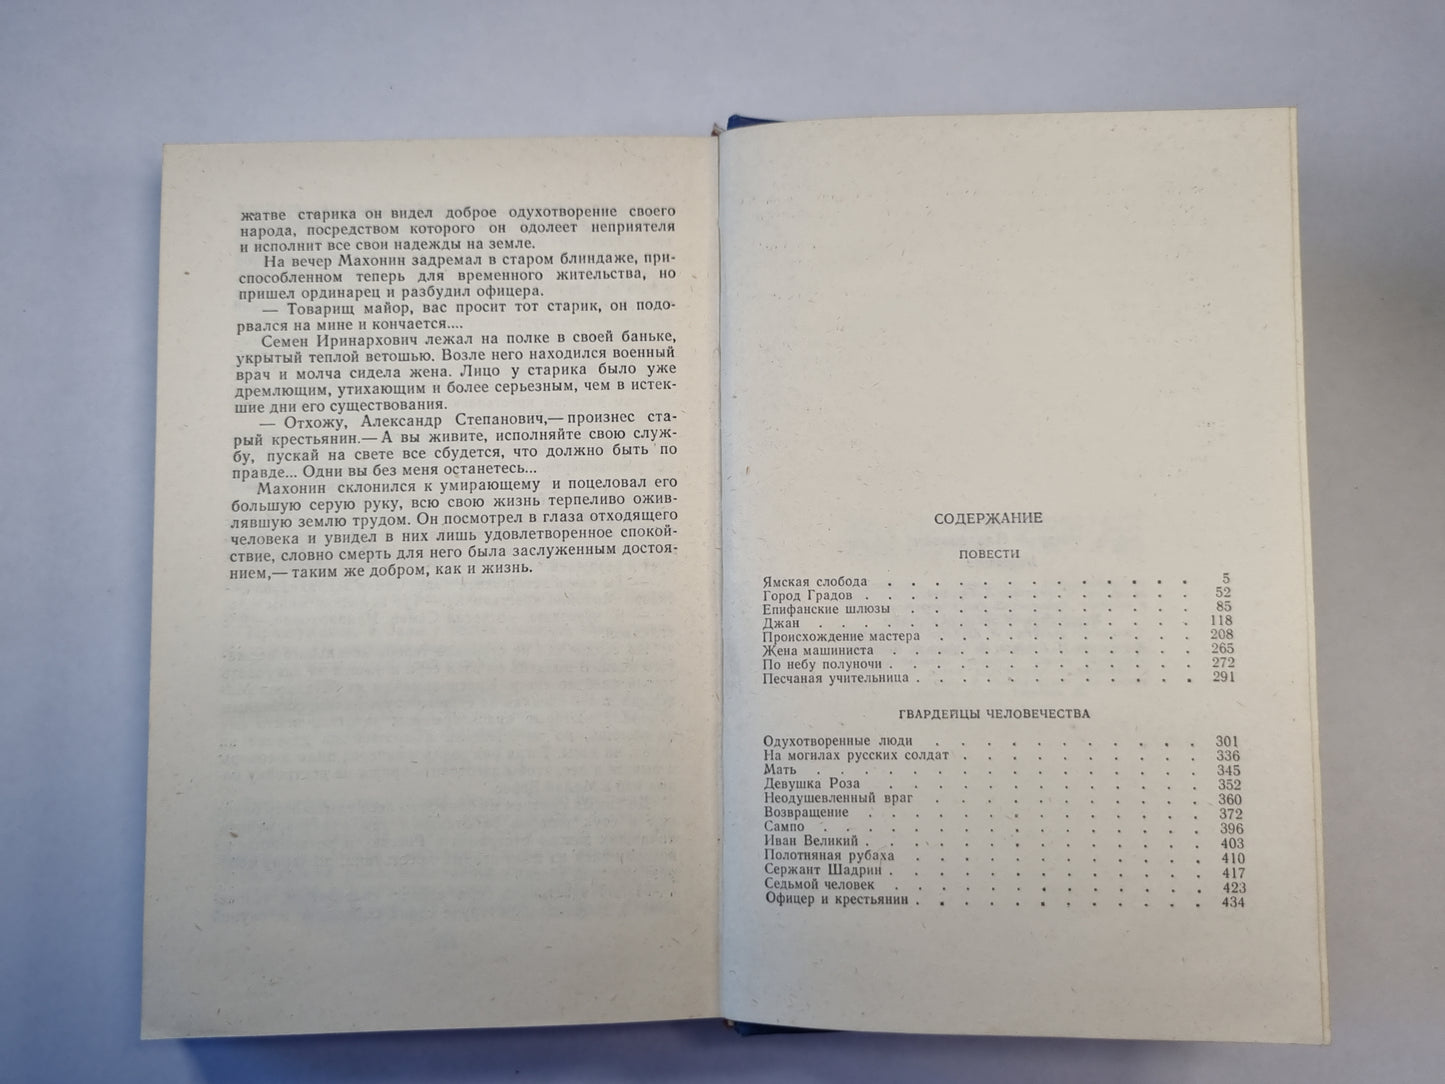 жатве старика он видел доброе одухотворение своего
народа, посредством которого он одолеет неприятеля
и исполнит все свои надежды на земле.
На вечер Махонин задремал в старом блиндаже, при-
способленном теперь для временного жительства, но
пришел ординарец и разбудил офицера.
— Товарищ майор, вас просит тот старик, он подо-
рвался на мине и кончается....
Семен Иринархович лежал на полке в своей баньке,
укрытый теплой ветошью. Возле него находился военный
врач и молча сидела жена. Лицо у старика было уже
дремлющим, утихающим и более серьезным, чем в истек-
шие дни его существования.
— Отхожу, Александр Степанович,— произнес ста-
рый крестьянин.— А вы живите, исполняйте свою служ-
бу, пускай на свете все сбудется, что должно быть по
правде... Одни вы без меня останетесь...
Махонин склонился к умирающему и поцеловал его
большую серую руку, всю свою жизнь терпеливо ожив-
лявшую землю трудом. Он посмотрел в глаза отходящего
человека и увидел в них лишь удовлетворенное спокой-
ствие, словно смерть для него была заслуженным достоя-
нием,— таким же добром, как и жизнь.
СОДЕРЖАНИЕ
ПОВЕСТИ
Ямская слобода . . . . . . . . . . . . . 5
Город Градов . . . . . . . . . . . . . . 52
Епифанские шлюзы . . . . . . . . . . . . 85
Джан . . . . . . . . . . . . . . . . . 118
Происхождение мастера . . . . . . . . . . . 208
Жена машиниста . . . . . . . . . . . . . 265
По небу полуночи . . . . . . . . . . . . . 272
Песчаная учительница . . . . . . . . . . . . 291
ГВАРДЕЙЦЫ ЧЕЛОВЕЧЕСТВА
Одухотворенные люди . . . . . . . . . . . 301
На могилах русских солдат . . . . . . . . . . 336
Мать . . . . . . . . . . . . . . . . 345
Девушка Роза . . . . . . . . . . . . . 352
Неодушевленный враг . . . . . . . . . . . 360
Возвращение . . . . . . . . . . . . . . 372
Сампо . . . . . . . . . . . . . . . . 396
Иван Великий . . . . . . . . . . . . . . 403
Полотняная рубаха . . . . . . . . . . . . 410
Сержант Шадрин . . . . . . . . . . . . . 417
Седьмой человек . . . . . . . . . . . . . 423
Офицер и крестьянин . . . . . . . . . . . . 434